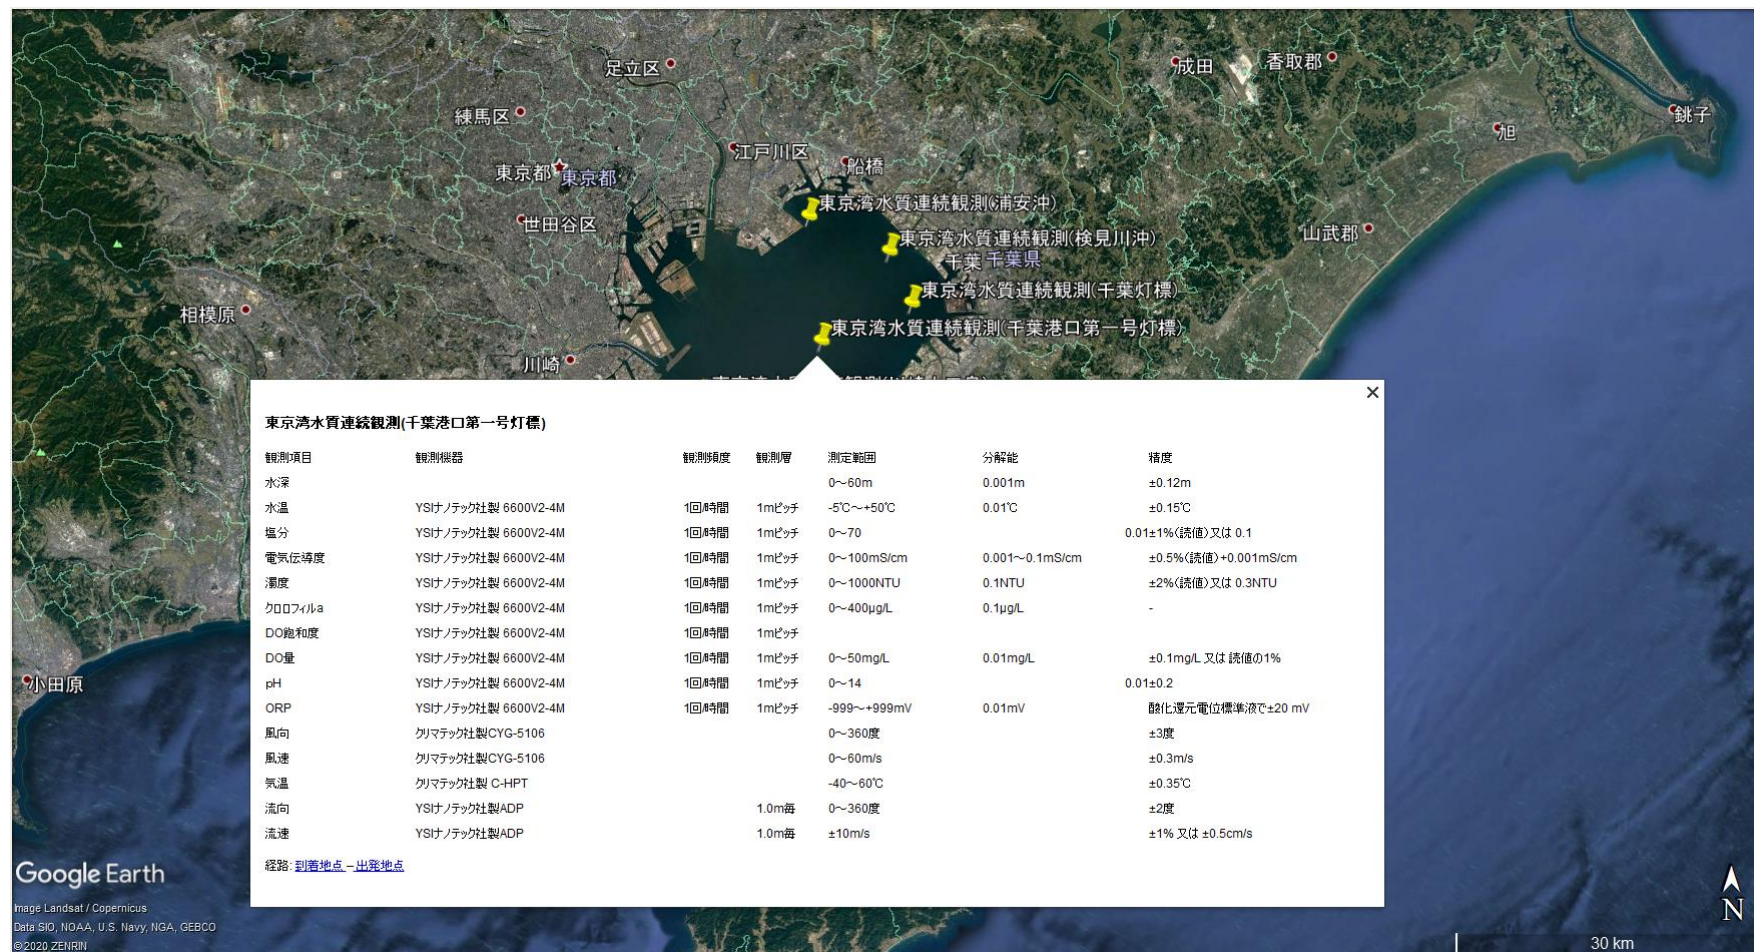 足立区
成田
香取郡
練馬区
銚子
旭
江戸川区
船橋
東京都 東京都
東京湾水質連続観測(浦安沖)
世田谷区
山武郡
東京湾水質連続観測(検見川沖)
千葉 千葉県
東京湾水質連続観測(千葉灯標)
相模原
東京湾水質連続観測(千葉港口第一号灯標)
川崎
東京湾水質連続観測(千葉港口第一号灯標)
観測項目 観測機器 観測頻度 観測層 測定範囲 分解能 精度
水深 0～60m 0.001m ±0.12m
水温 YSIナノテック社製 6600V2-4M 1回/時間 1mピッチ -5℃～+50℃ 0.01℃ ±0.15℃
塩分 YSIナノテック社製 6600V2-4M 1回/時間 1mピッチ 0～70 0.01±1%(読値)又は 0.1
電気伝導度 YSIナノテック社製 6600V2-4M 1回/時間 1mピッチ 0～100mS/cm 0.001～0.1mS/cm ±0.5%(読値)+0.001mS/cm
濁度 YSIナノテック社製 6600V2-4M 1回/時間 1mピッチ 0～1000NTU 0.1NTU ±2%(読値)又は 0.3NTU
クロロフィルa YSIナノテック社製 6600V2-4M 1回/時間 1mピッチ 0～400μg/L 0.1μg/L -
DO飽和度 YSIナノテック社製 6600V2-4M 1回/時間 1mピッチ
DO量 YSIナノテック社製 6600V2-4M 1回/時間 1mピッチ 0～50mg/L 0.01mg/L ±0.1mg/L 又は 読値の1%
pH YSIナノテック社製 6600V2-4M 1回/時間 1mピッチ 0～14 0.01±0.2
ORP YSIナノテック社製 6600V2-4M 1回/時間 1mピッチ -999～+999mV 0.01mV 酸化還元電位標準液で±20 mV
風向 クリマテック社製CYG-5106 0～360度 ±3度
風速 クリマテック社製CYG-5106 0～60m/s ±0.3m/s
気温 クリマテック社製 C-HPT -40～60℃ ±0.35℃
流向 YSIナノテック社製ADP 1.0m毎 0～360度 ±2度
流速 YSIナノテック社製ADP 1.0m毎 ±10m/s ±1% 又は ±0.5cm/s
経路: 到着地点 – 出発地点
小田原
Google Earth
Image Landsat / Copernicus
Data SIO, NOAA, U.S. Navy, NGA, GEBCO
© 2020 ZENRIN
N
30 km